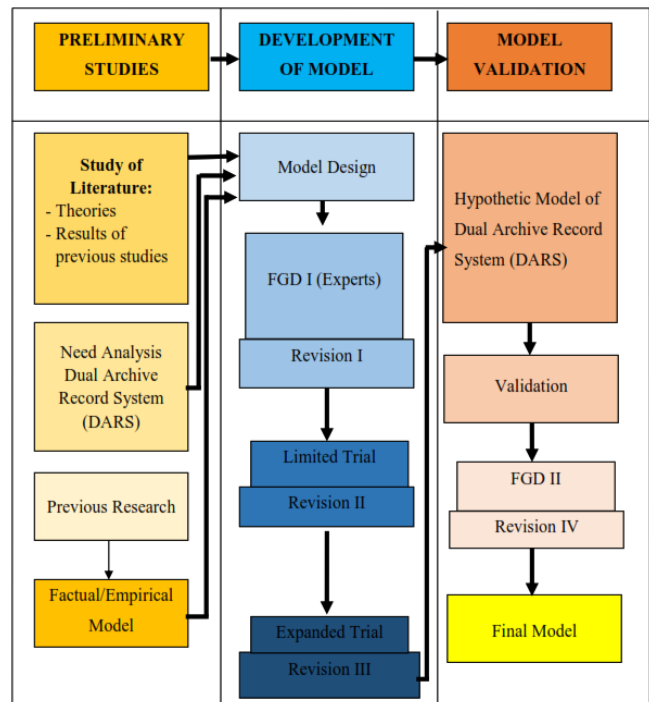 PRELIMINARY
STUDIES
DEVELOPMENT
OF MODEL
MODEL
VALIDATION
Study of
Literature:
- Theories
- Results of
previous studies
Need Analysis
Dual Archive
Record System
(DARS)
Previous Research
Factual/Empirical
Model
Model Design
FGD I (Experts)
Revision I
Limited Trial
Revision II
Expanded Trial
Revision III
Hypothetic Model of
Dual Archive Record
System (DARS)
Validation
FGD II
Revision IV
Final Model